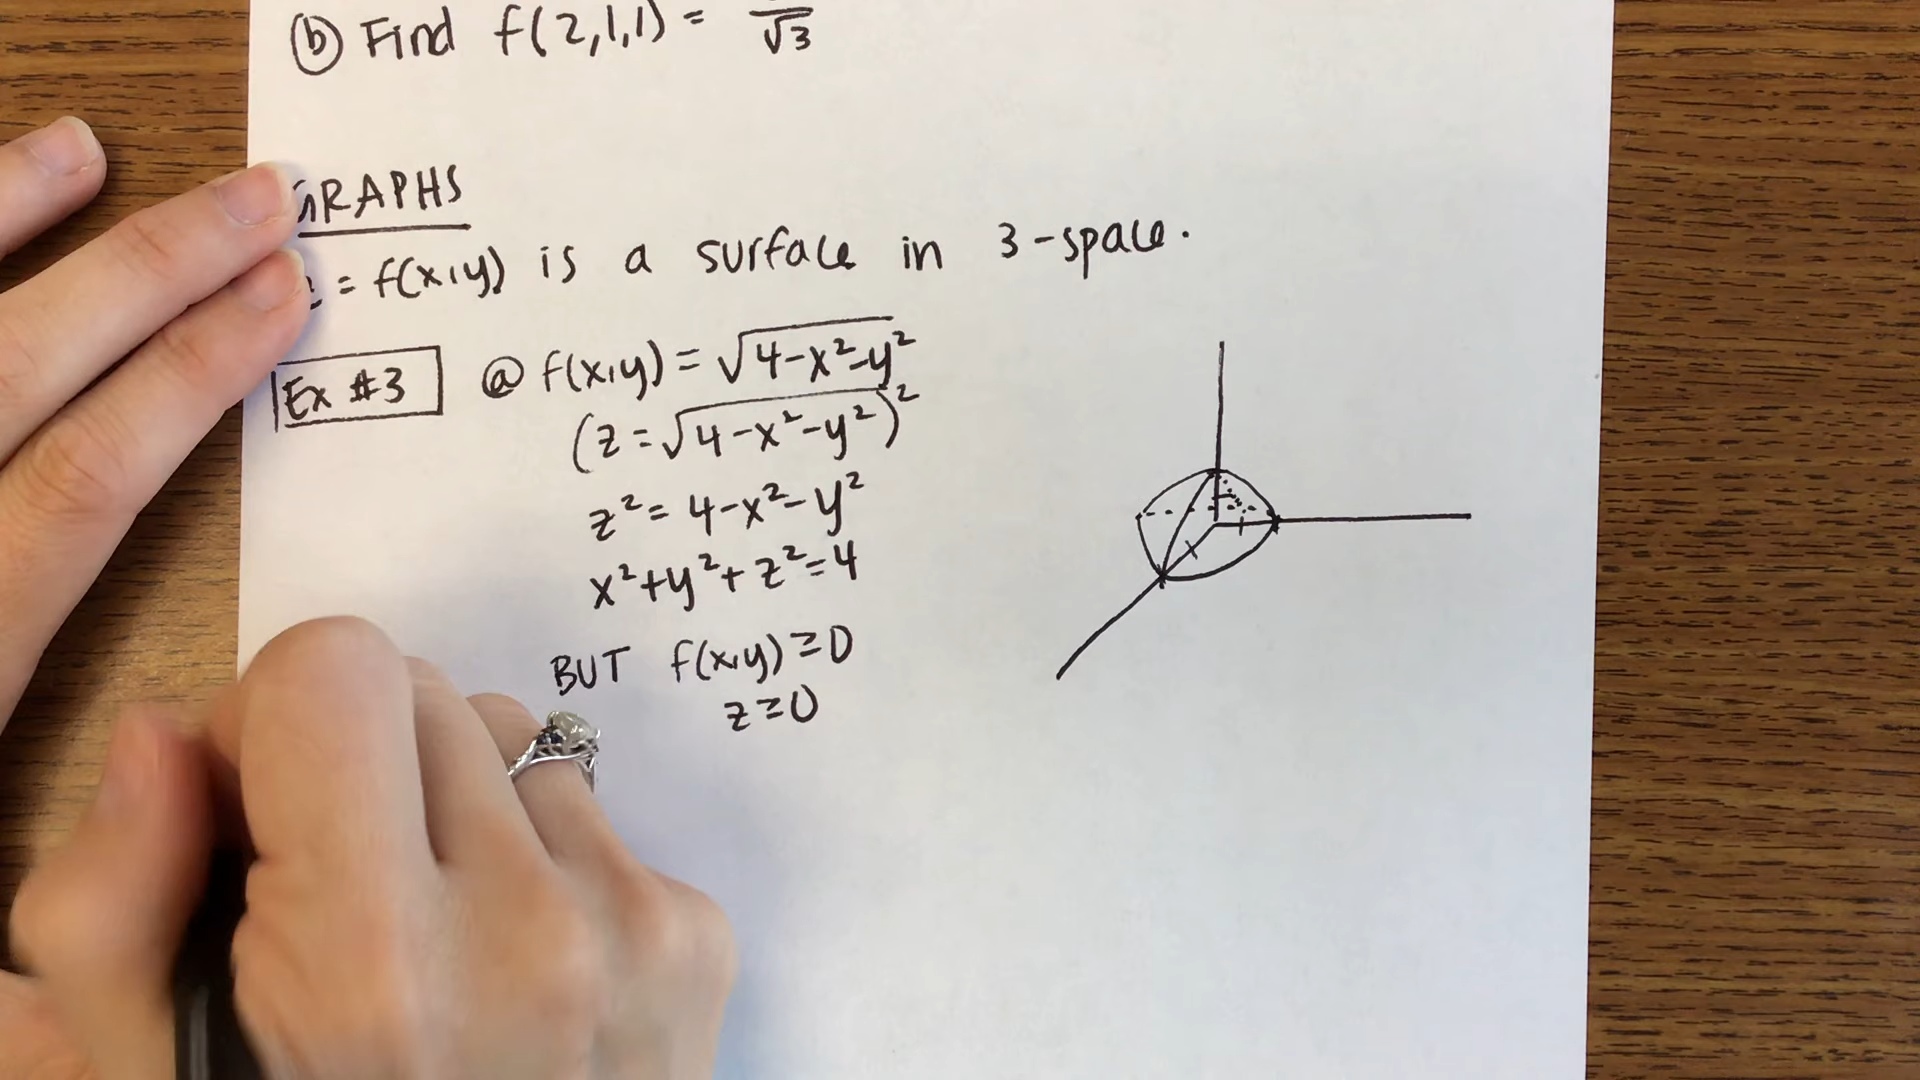 (b) Find f(2,1,1) = /√3
GRAPHS
= f(x,y) is a surface in 3-space.
Ex #3 (a) f(x,y) = √4-x²-y²
(z = √4-x²-y²)²
z² = 4-x²-y²
x²+y²+z²=4
BUT f(x,y) ≥ 0
z ≥ 0